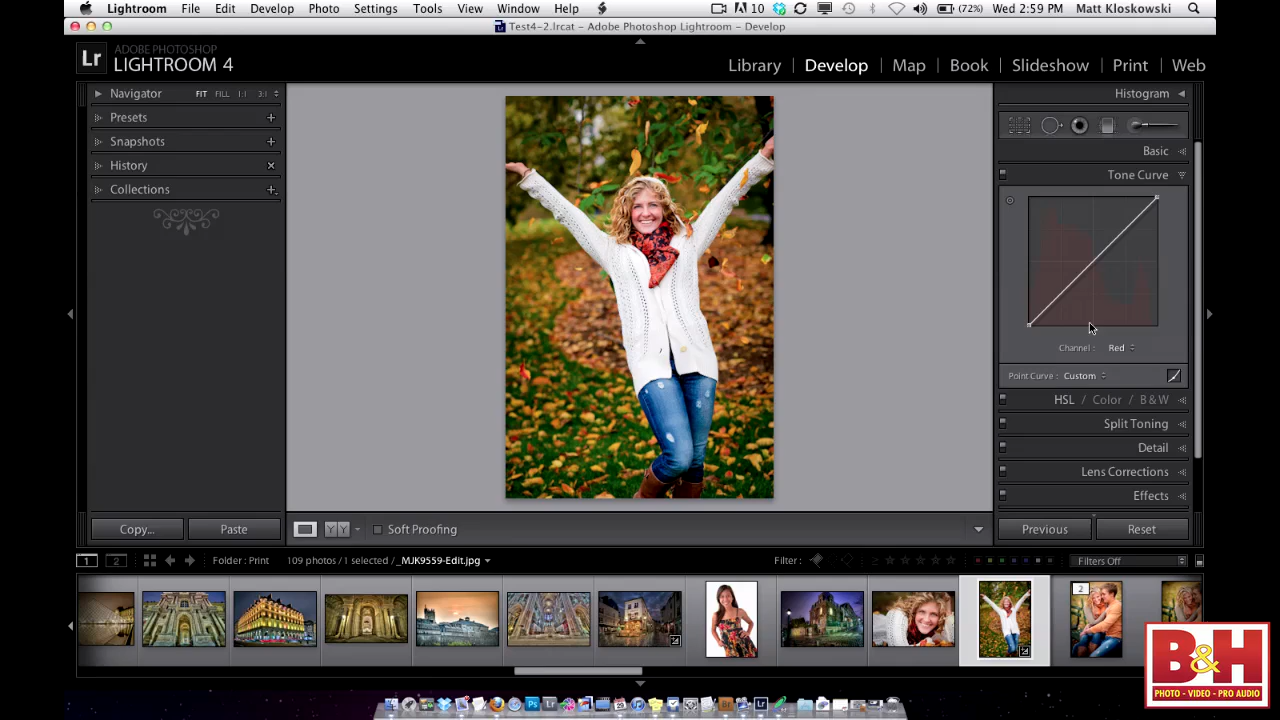 Lightroom File Edit Develop Photo Settings Tools View Window Help 10 (72%) Wed 2:59 PM Matt Kloskowski
Test4-2.lrcat – Adobe Photoshop Lightroom – Develop
Lr
ADOBE PHOTOSHOP
LIGHTROOM 4
Library | Develop | Map | Book | Slideshow | Print | Web
Navigator FIT FILL 1:1 3:1
Presets +
Snapshots +
History ×
Collections +
Histogram
Basic
Tone Curve
Channel : Red
Point Curve : Custom
HSL / Color / B & W
Split Toning
Detail
Lens Corrections
Effects
Copy... Paste
Y Y Soft Proofing
Previous Reset
1 2 Folder : Print 109 photos / 1 selected / _MJK9559-Edit.jpg Filter : Filters Off
2
B&H
PHOTO - VIDEO - PRO AUDIO